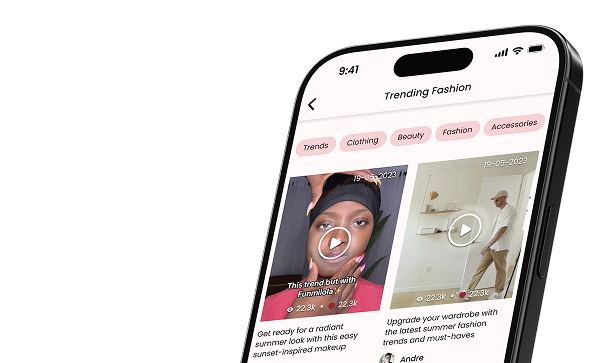 9:41
Trending Fashion
Trends
Clothing
Beauty
Fashion
Accessories
19-05-2023
This trend but with
Funmilola
22.3k • 22.3k
Get ready for a radiant
summer look with this easy
sunset-inspired makeup
19-05-2023
22.3k • 22.3k
Upgrade your wardrobe with
the latest summer fashion
trends and must-haves
Andre